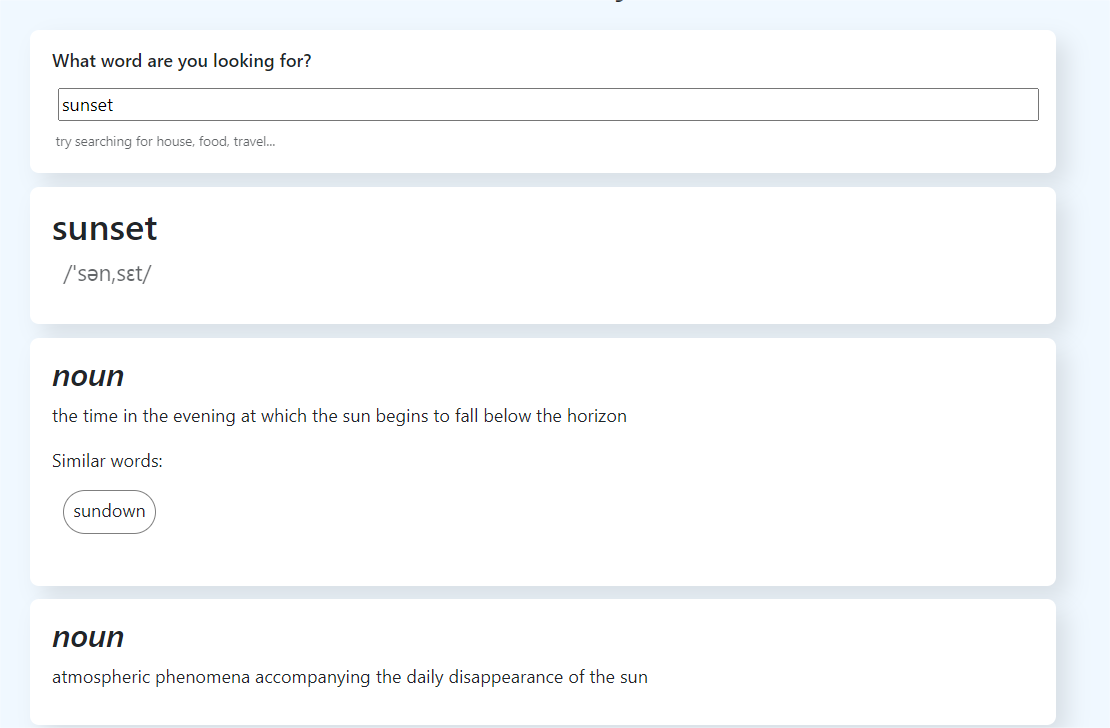 What word are you looking for?
sunset
try searching for house, food, travel...
sunset
/'sən,sɛt/
noun
the time in the evening at which the sun begins to fall below the horizon
Similar words:
sundown
noun
atmospheric phenomena accompanying the daily disappearance of the sun